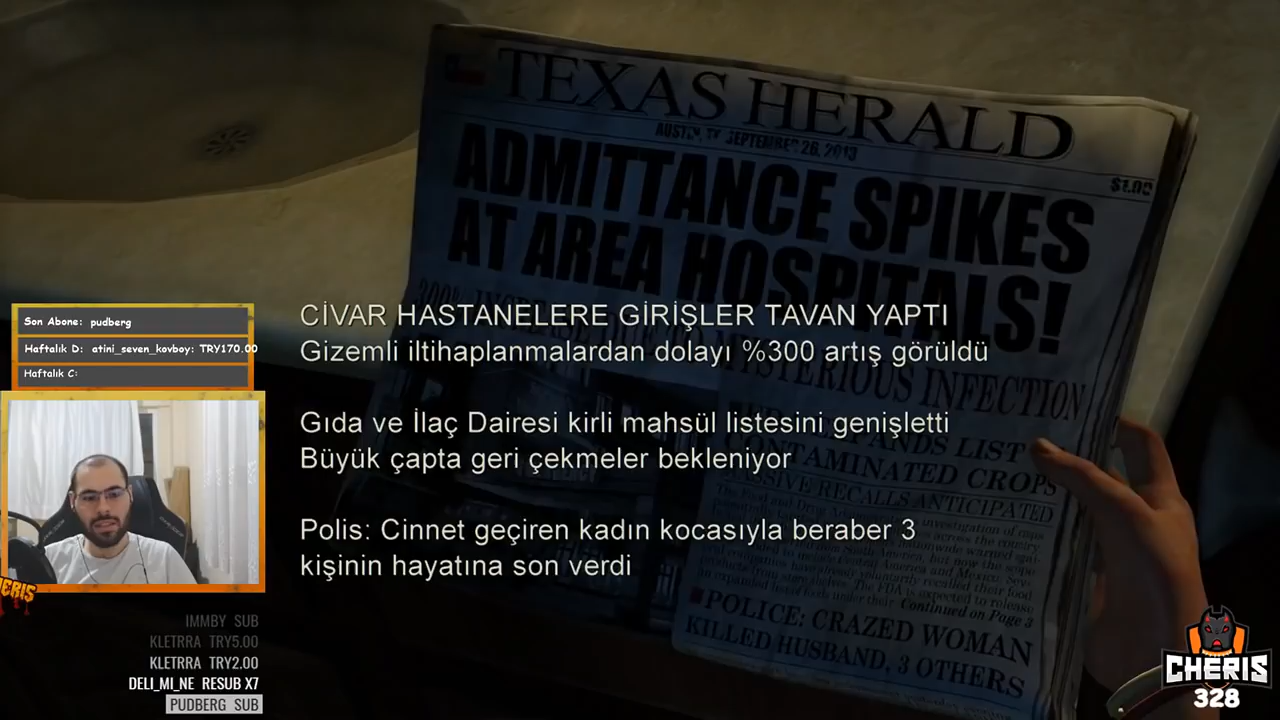 TEXAS HERALD
AUSTIN, TX SEPTEMBER 26, 2013
$1.00
ADMITTANCE SPIKES
AT AREA HOSPITALS!
MYSTERIOUS INFECTION
EXPANDS LIST
CONTAMINATED CROPS
MASSIVE RECALLS ANTICIPATED
Continued on Page 3
POLICE: CRAZED WOMAN
KILLED HUSBAND, 3 OTHERS
CİVAR HASTANELERE GİRİŞLER TAVAN YAPTI
Gizemli iltihaplanmalardan dolayı %300 artış görüldü
Gıda ve İlaç Dairesi kirli mahsül listesini genişletti
Büyük çapta geri çekmeler bekleniyor
Polis: Cinnet geçiren kadın kocasıyla beraber 3
kişinin hayatına son verdi
Son Abone: pudberg
Haftalık D: atini_seven_kovboy: TRY170.00
Haftalık C:
IMMBY SUB
KLETRRA TRY5.00
KLETRRA TRY2.00
DELI_MI_NE RESUB X7
PUDBERG SUB
CHERIS
328